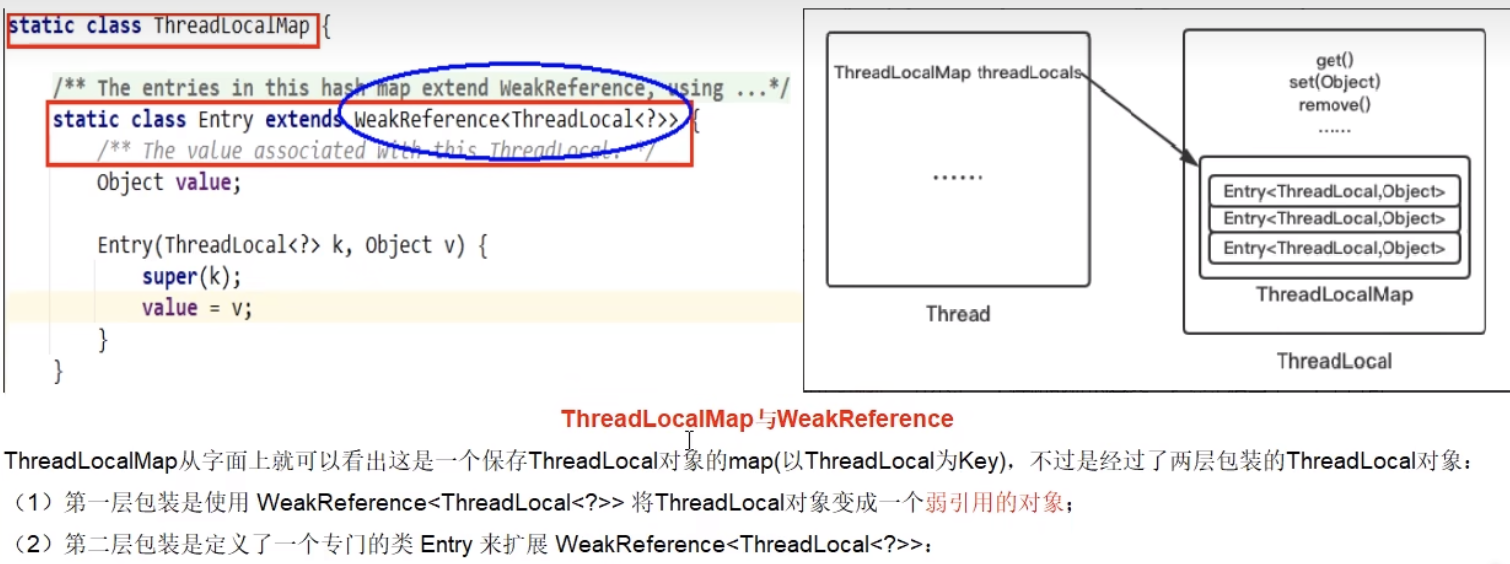 static class ThreadLocalMap {
/** The entries in this hash map extend WeakReference, using ...*/
static class Entry extends WeakReference<ThreadLocal<?>> {
/** The value associated with this ThreadLocal. */
Object value;
Entry(ThreadLocal<?> k, Object v) {
super(k);
value = v;
}
}
ThreadLocalMap threadLocals
······
Thread
get()
set(Object)
remove()
······
Entry<ThreadLocal,Object>
Entry<ThreadLocal,Object>
Entry<ThreadLocal,Object>
ThreadLocalMap
ThreadLocal
ThreadLocalMap与WeakReference
ThreadLocalMap从字面上就可以看出这是一个保存ThreadLocal对象的map(以ThreadLocal为Key)，不过是经过了两层包装的ThreadLocal对象：
（1）第一层包装是使用 WeakReference<ThreadLocal<?>> 将ThreadLocal对象变成一个弱引用的对象；
（2）第二层包装是定义了一个专门的类 Entry 来扩展 WeakReference<ThreadLocal<?>>：